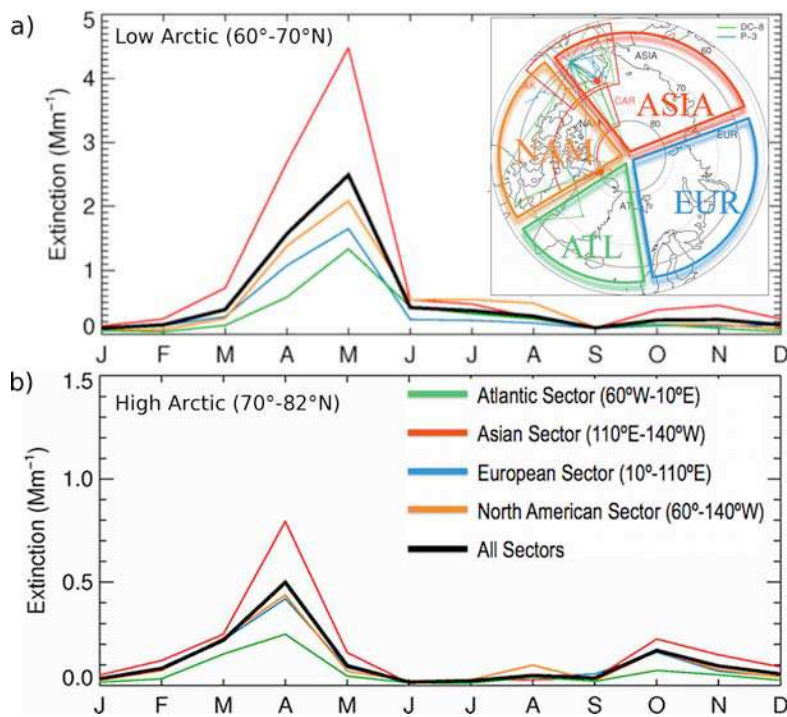 a)
Low Arctic (60°-70°N)
Extinction (Mm⁻¹)
5
4
3
2
1
0
J F M A M J J A S O N D
DC-8
P-3
ASIA
60
70
80
CAR
EUR
ASIA
NAM
EUR
ATL
b)
High Arctic (70°-82°N)
Extinction (Mm⁻¹)
1.5
1.0
0.5
0.0
J F M A M J J A S O N D
Atlantic Sector (60ºW-10ºE)
Asian Sector (110ºE-140ºW)
European Sector (10º-110ºE)
North American Sector (60º-140ºW)
All Sectors